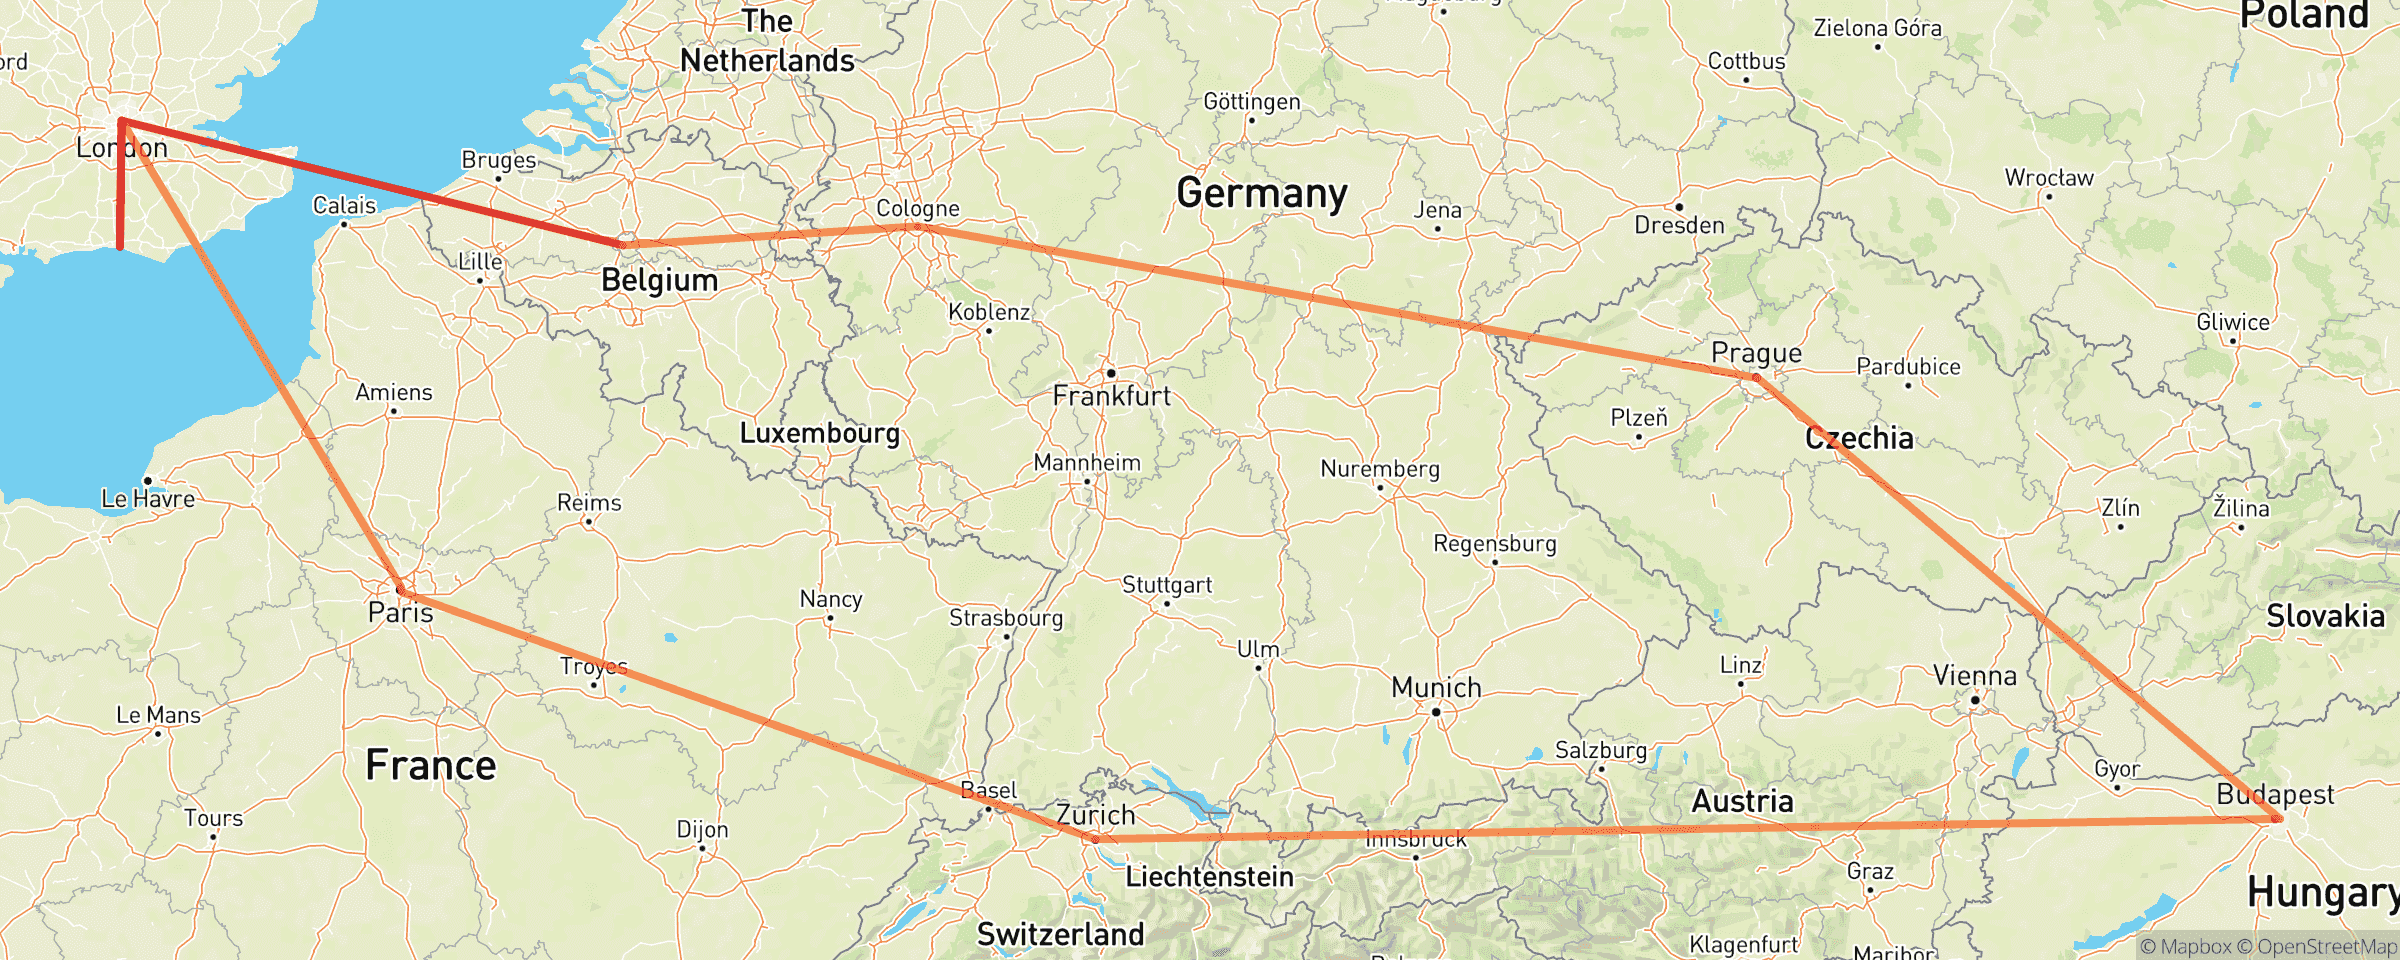 The
Netherlands
Poland
Zielona Góra
Cottbus
Göttingen
London
Bruges
Calais
Cologne
Germany
Jena
Dresden
Wrocław
Lille
Belgium
Koblenz
Gliwice
Prague
Pardubice
Amiens
Frankfurt
Plzeň
Czechia
Luxembourg
Mannheim
Nuremberg
Le Havre
Reims
Zlín
Žilina
Regensburg
Stuttgart
Nancy
Paris
Strasbourg
Slovakia
Ulm
Troyes
Linz
Vienna
Munich
Le Mans
Salzburg
France
Gyor
Basel
Budapest
Austria
Zurich
Tours
Dijon
Innsbruck
Graz
Liechtenstein
Hungary
Switzerland
Klagenfurt
Maribor
© Mapbox © OpenStreetMap